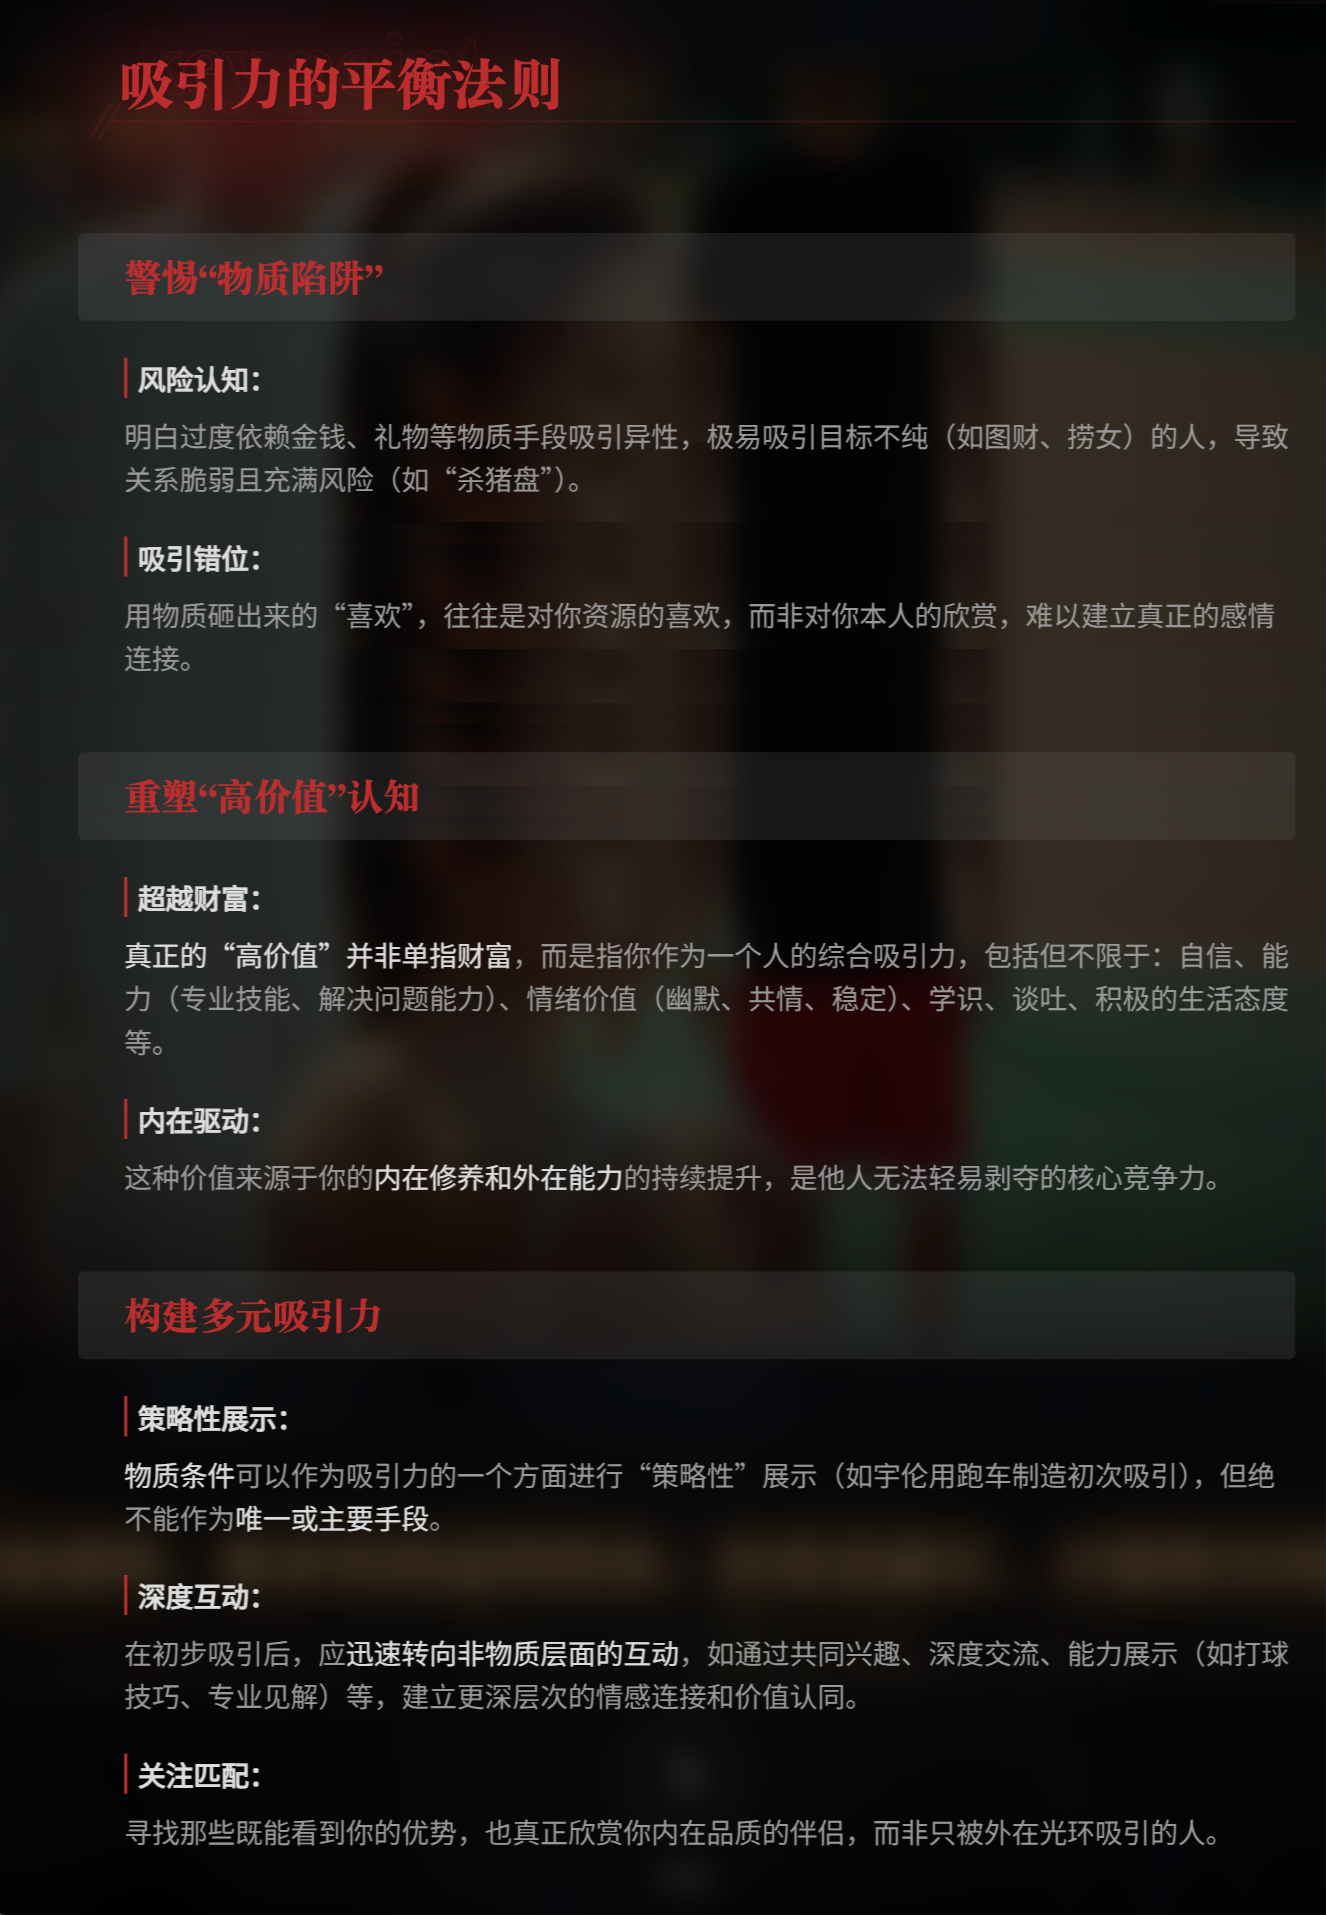 key point
吸引力的平衡法则
警惕“物质陷阱”
风险认知：
明白过度依赖金钱、礼物等物质手段吸引异性，极易吸引目标不纯（如图财、捞女）的人，导致
关系脆弱且充满风险（如“杀猪盘”）。
吸引错位：
用物质砸出来的“喜欢”，往往是对你资源的喜欢，而非对你本人的欣赏，难以建立真正的感情
连接。
重塑“高价值”认知
超越财富：
真正的“高价值”并非单指财富，而是指你作为一个人的综合吸引力，包括但不限于：自信、能
力（专业技能、解决问题能力）、情绪价值（幽默、共情、稳定）、学识、谈吐、积极的生活态度
等。
内在驱动：
这种价值来源于你的内在修养和外在能力的持续提升，是他人无法轻易剥夺的核心竞争力。
构建多元吸引力
策略性展示：
物质条件可以作为吸引力的一个方面进行“策略性”展示（如宇伦用跑车制造初次吸引），但绝
不能作为唯一或主要手段。
深度互动：
在初步吸引后，应迅速转向非物质层面的互动，如通过共同兴趣、深度交流、能力展示（如打球
技巧、专业见解）等，建立更深层次的情感连接和价值认同。
关注匹配：
寻找那些既能看到你的优势，也真正欣赏你内在品质的伴侣，而非只被外在光环吸引的人。